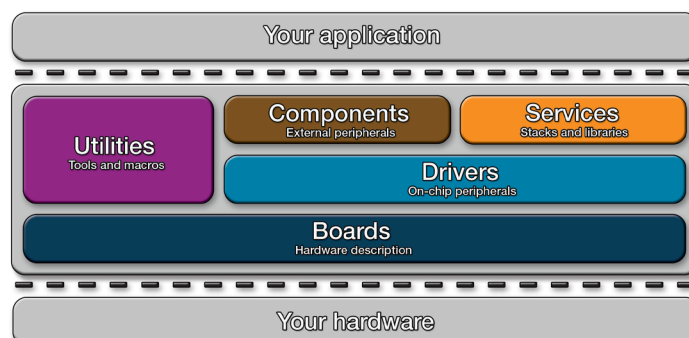 Your application
Utilities
Tools and macros
Components
External peripherals
Services
Stacks and libraries
Drivers
On-chip peripherals
Boards
Hardware description
Your hardware